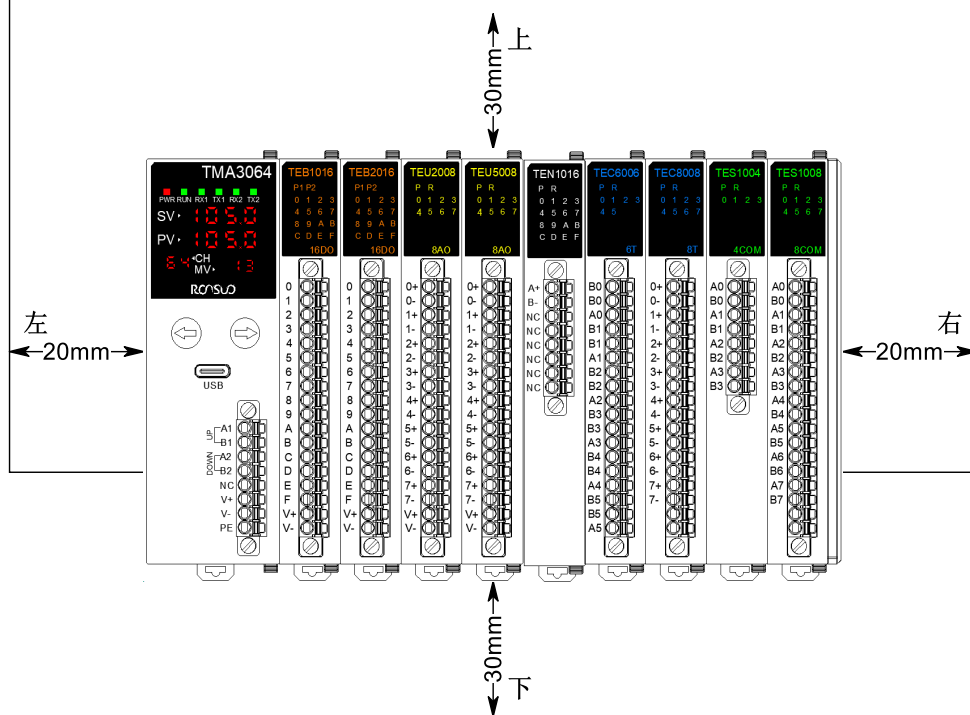 上
30mm
TMA3064
PWR RUN RX1 TX1 RX2 TX2
SV 105.0
PV 105.0
64 CH
MV 13
左
20mm
USB
UP
A1
B1
DOWN
A2
B2
NC
V+
V-
PE
TEB1016
P1 P2
0 1 2 3
4 5 6 7
8 9 A B
C D E F
16DO
0
1
2
3
4
5
6
7
8
9
A
B
C
D
E
F
V+
V-
TEB2016
P1 P2
0 1 2 3
4 5 6 7
8 9 A B
C D E F
16DO
0
1
2
3
4
5
6
7
8
9
A
B
C
D
E
F
V+
V-
TEU2008
P R
0 1 2 3
4 5 6 7
8AO
0+
0-
1+
1-
2+
2-
3+
3-
4+
4-
5+
5-
6+
6-
7+
7-
V+
V-
TEU5008
P R
0 1 2 3
4 5 6 7
8AO
0+
0-
1+
1-
2+
2-
3+
3-
4+
4-
5+
5-
6+
6-
7+
7-
V+
V-
TEN1016
P R
0 1 2 3
4 5 6 7
8 9 A B
C D E F
A+
B-
NC
NC
NC
NC
NC
NC
TEC6006
P R
0 1 2 3
4 5
6T
B0
B0
A0
B1
B1
A1
B2
B2
A2
B3
B3
A3
B4
B4
A4
B5
B5
A5
TEC8008
P R
0 1 2 3
4 5 6 7
8T
0+
0-
1+
1-
2+
2-
3+
3-
4+
4-
5+
5-
6+
6-
7+
7-
TES1004
P R
0 1 2 3
4COM
A0
B0
A1
B1
A2
B2
A3
B3
TES1008
P R
0 1 2 3
4 5 6 7
8COM
A0
B0
A1
B1
A2
B2
A3
B3
A4
B4
A5
B5
A6
B6
A7
B7
右
20mm
30mm
下